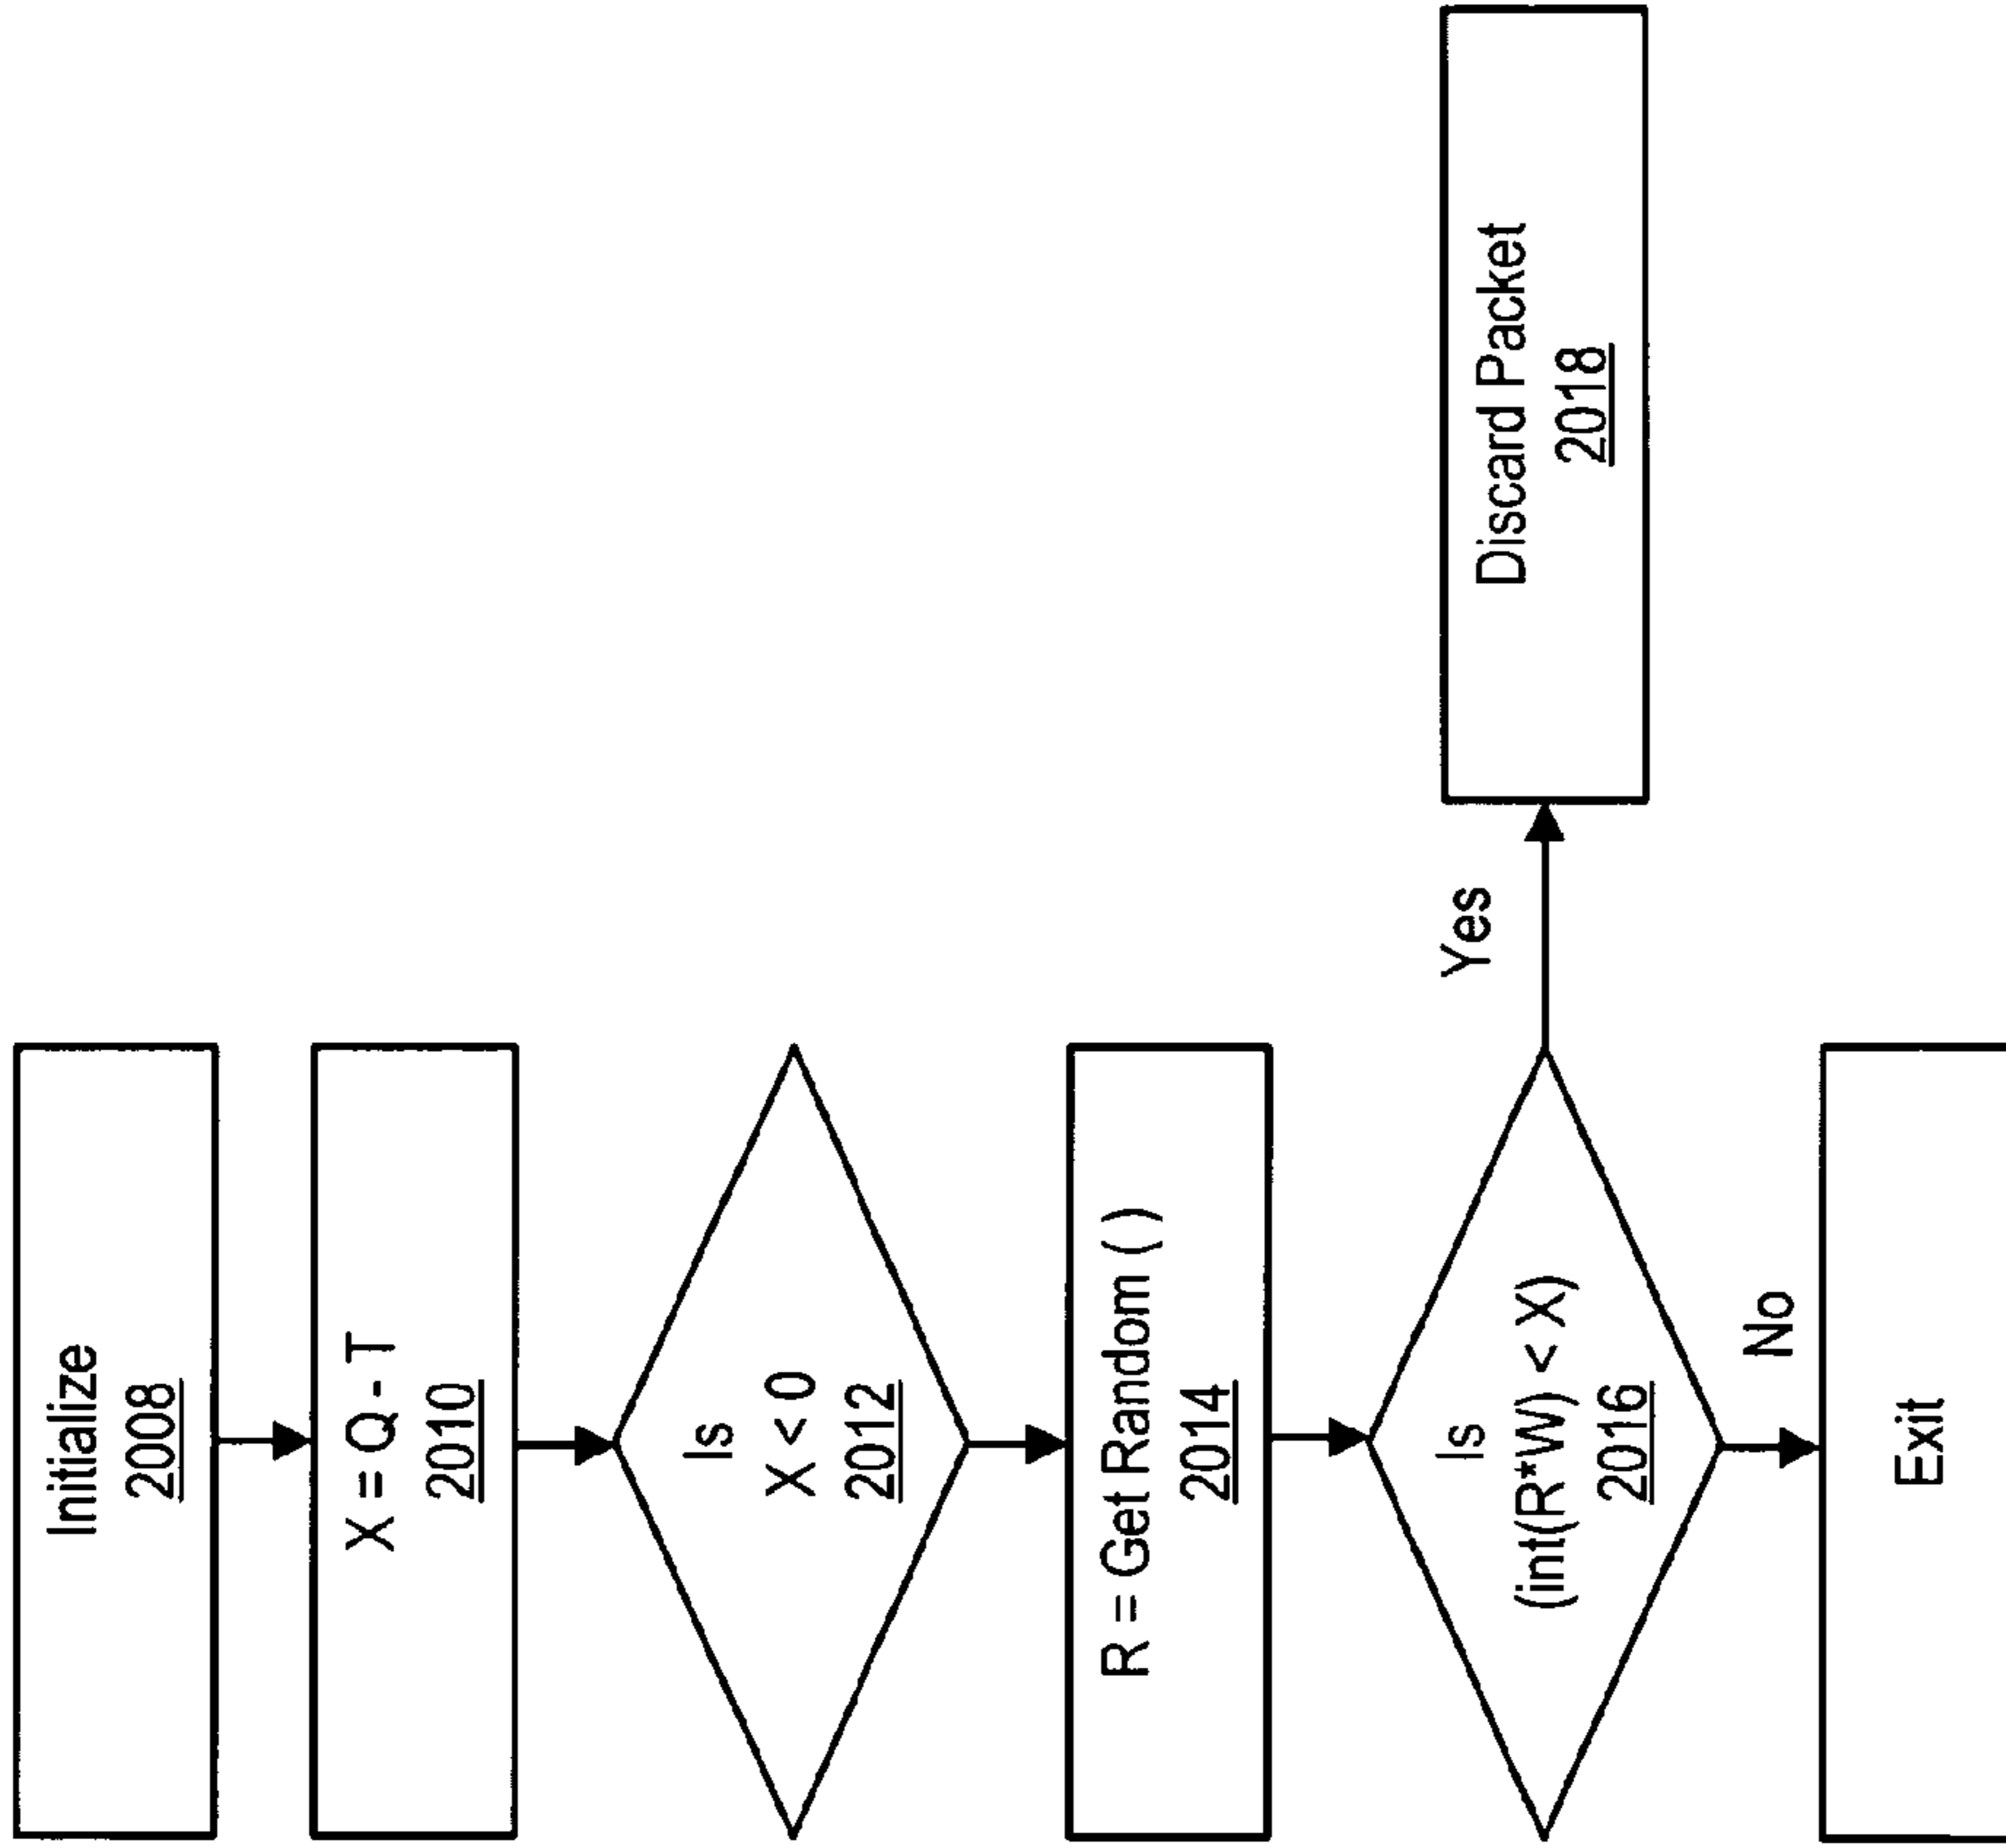 Initialize
2008
X = Q - T
2010
Is
X < 0
2012
R = Get Random ( )
2014
Is
(int(R*W) < X)
2016
Yes
Discard Packet
2018
No
Exit